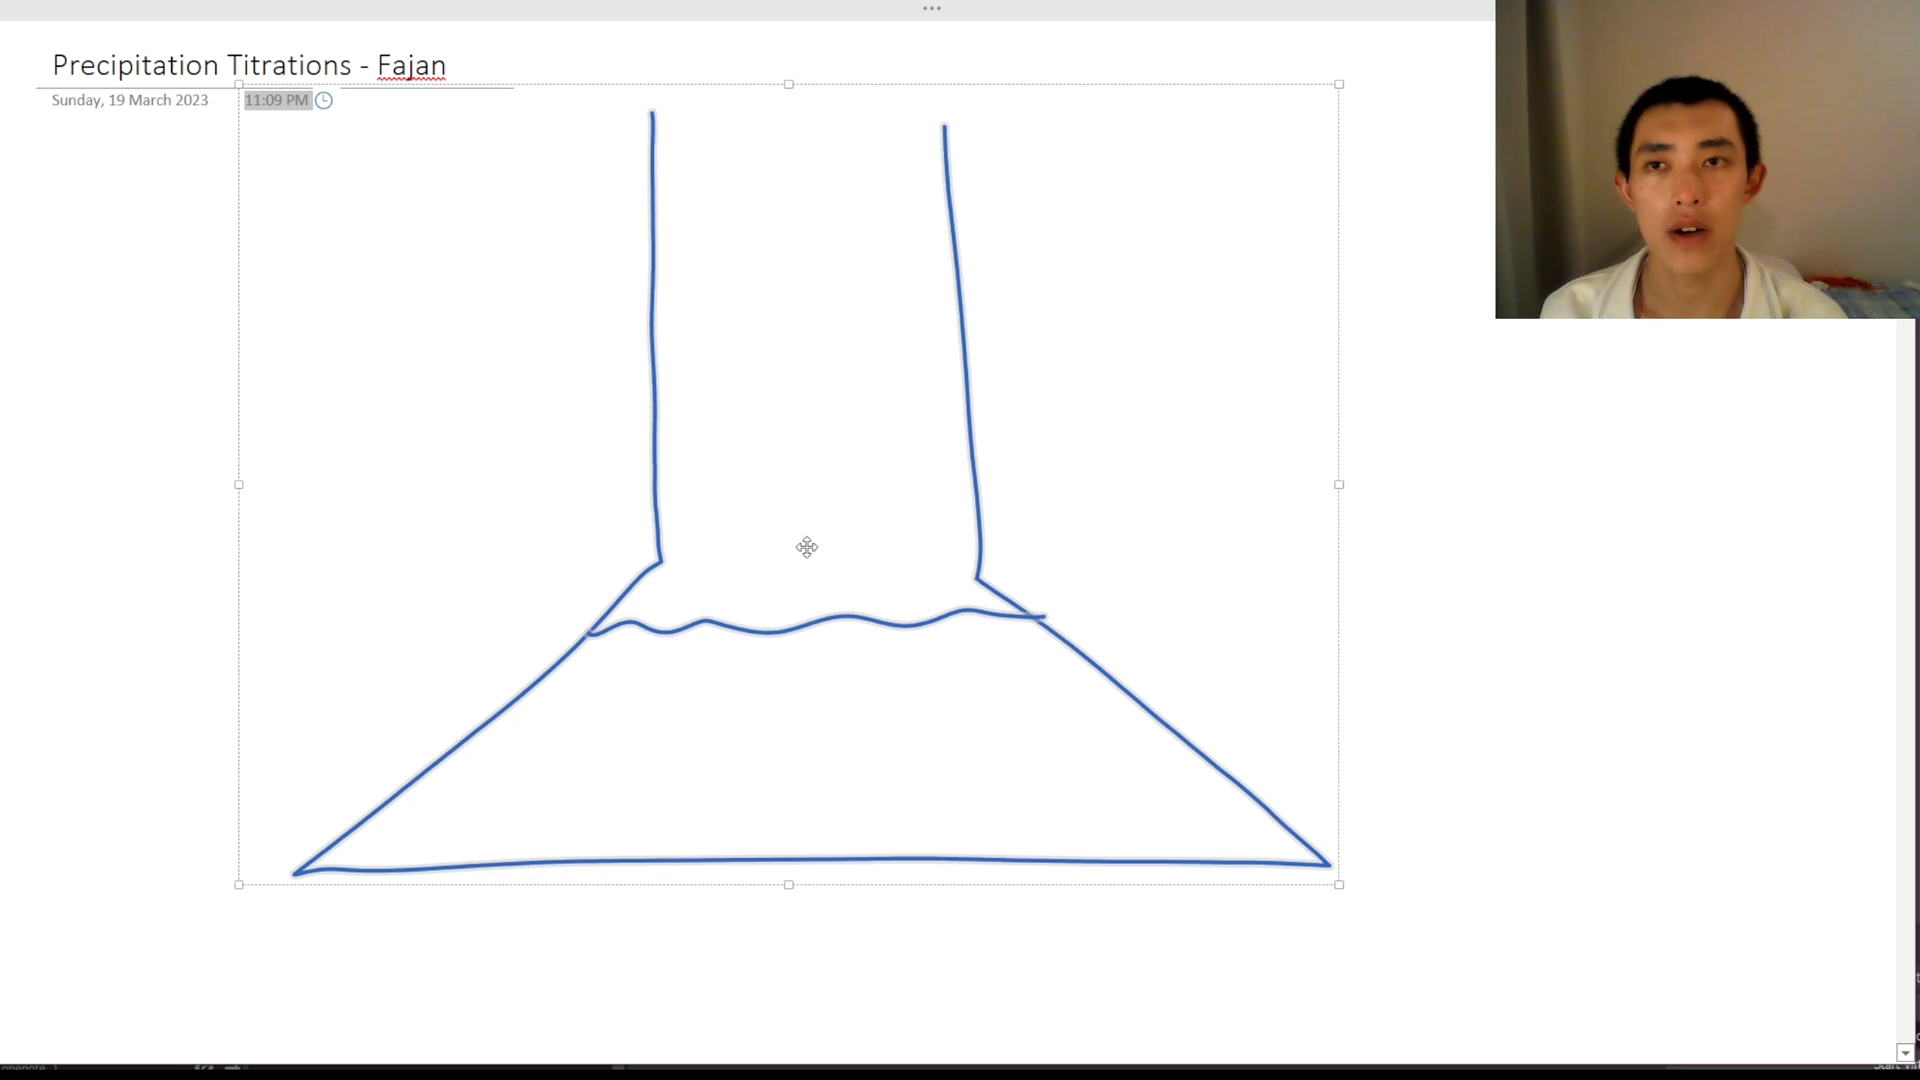 Precipitation Titrations - Fajan
Sunday, 19 March 2023 11:09 PM